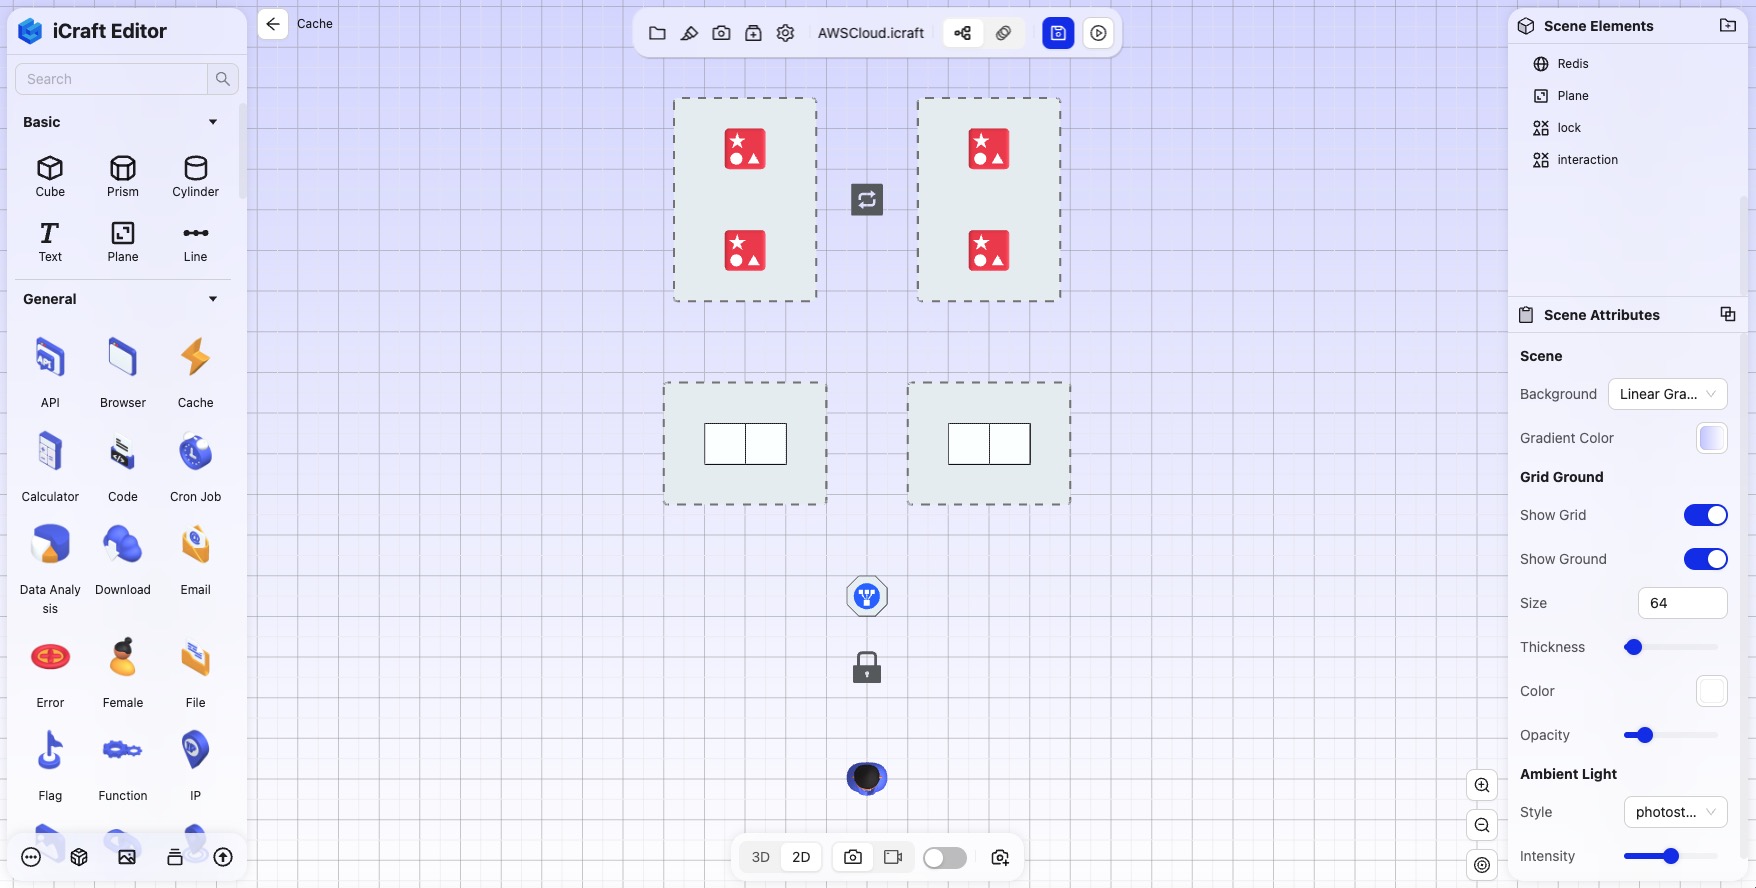 iCraft Editor
Search
Basic
Cube
Prism
Cylinder
Text
Plane
Line
General
API
Browser
Cache
Calculator
Code
Cron Job
Data Analy
sis
Download
Email
Error
Female
File
Flag
Function
IP
Cache
AWSCloud.icraft
3D
2D
Scene Elements
Redis
Plane
lock
interaction
Scene Attributes
Scene
Background
Linear Gra...
Gradient Color
Grid Ground
Show Grid
Show Ground
Size
64
Thickness
Color
Opacity
Ambient Light
Style
photost...
Intensity